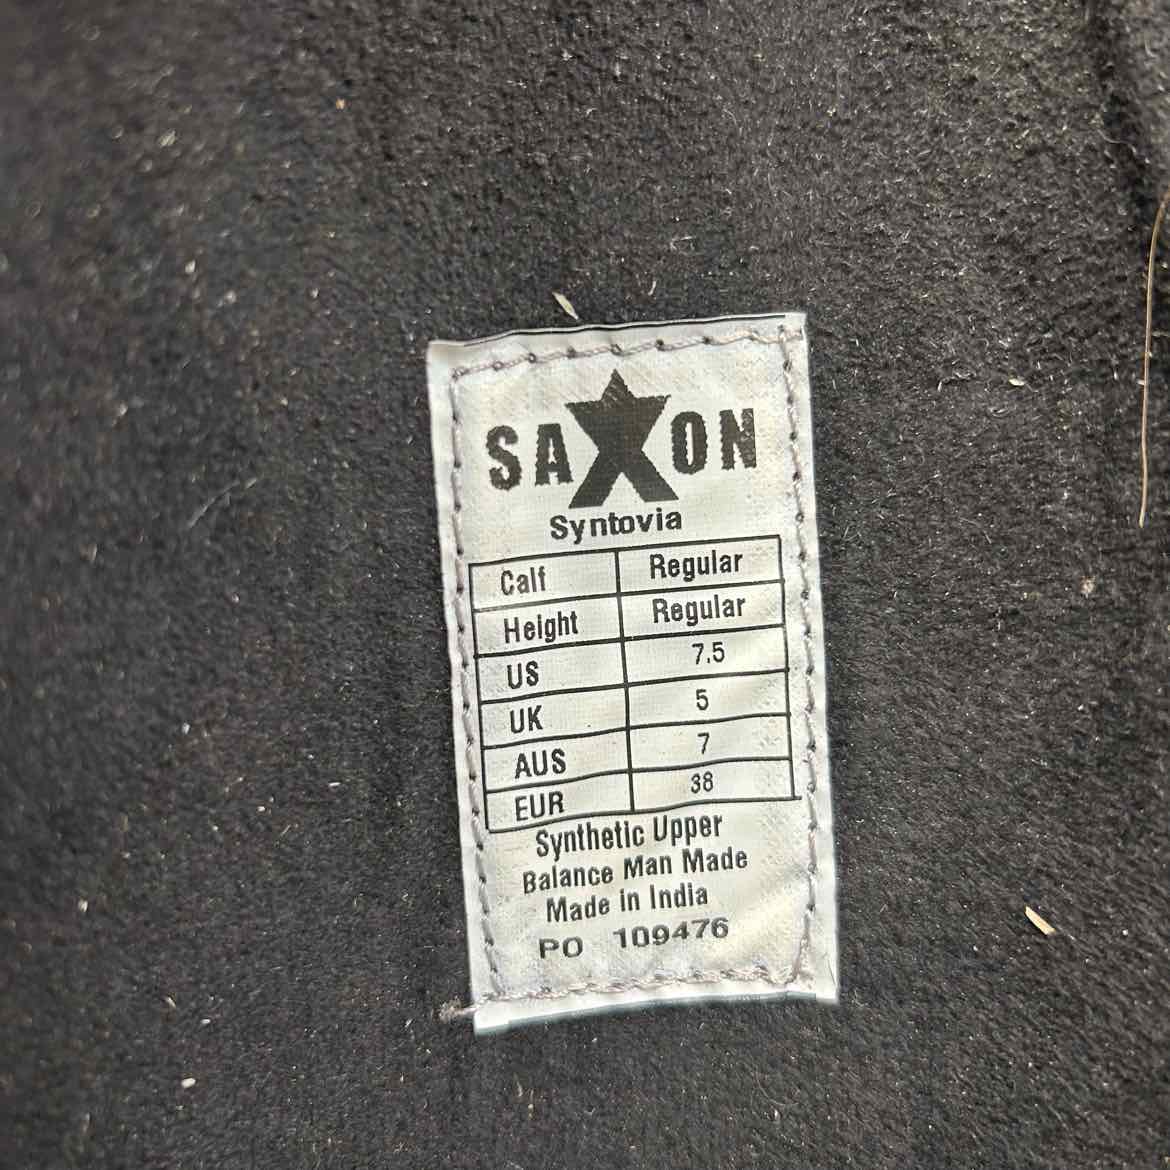 SAXON
Syntovia
Calf Regular
Height Regular
US 7.5
UK 5
AUS 7
EUR 38
Synthetic Upper
Balance Man Made
Made in India
PO 109476